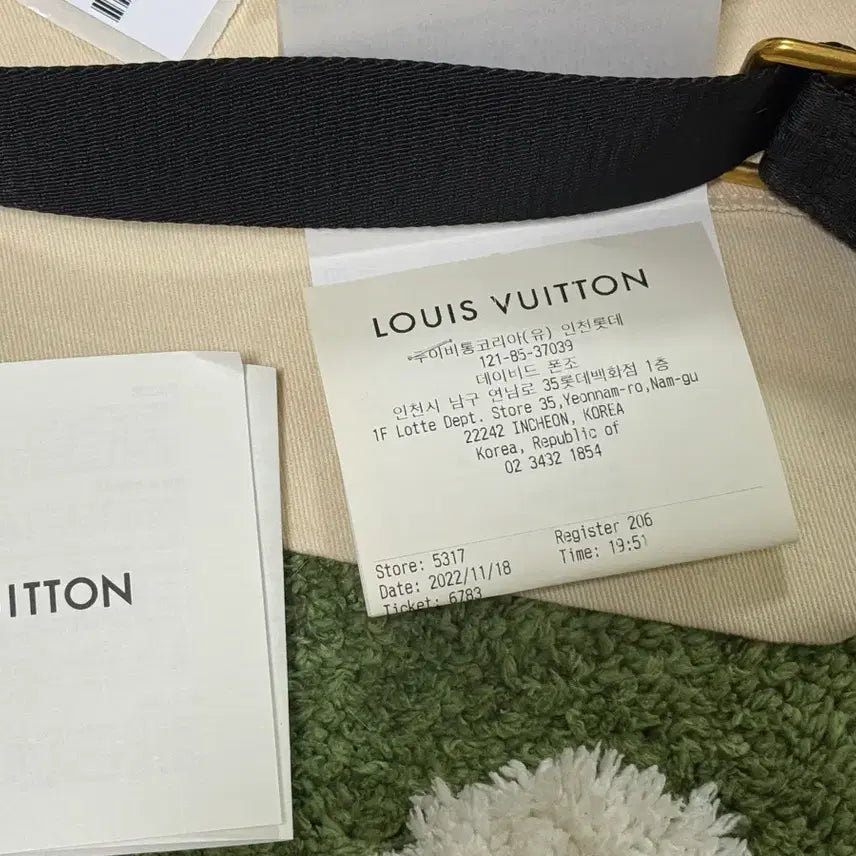 LOUIS VUITTON
루이비통코리아(유) 인천롯데
121-85-37039
데이비드 폰조
인천시 남구 연남로 35롯데백화점 1층
1F Lotte Dept. Store 35,Yeonnam-ro,Nam-gu
22242 INCHEON, KOREA
Korea, Republic of
02 3432 1854
Store: 5317 Register 206
Date: 2022/11/18 Time: 19:51
Ticket: 6783
UITTON